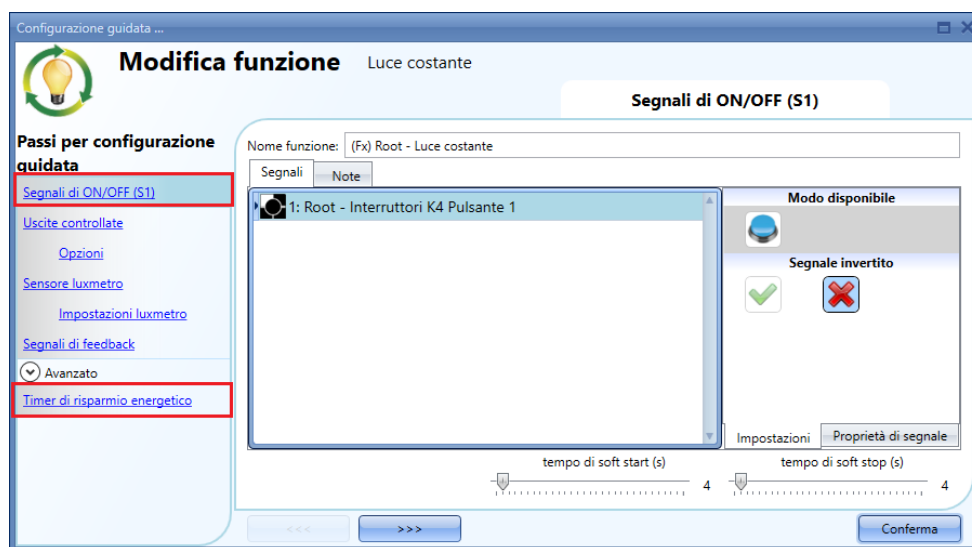 Configurazione guidata ...
Modifica funzione Luce costante
Segnali di ON/OFF (S1)
Passi per configurazione
guidata
Segnali di ON/OFF (S1)
Uscite controllate
Opzioni
Sensore luxmetro
Impostazioni luxmetro
Segnali di feedback
Avanzato
Timer di risparmio energetico
Nome funzione: (Fx) Root - Luce costante
Segnali Note
1: Root - Interruttori K4 Pulsante 1
Modo disponibile
Segnale invertito
Impostazioni Proprietà di segnale
tempo di soft start (s) tempo di soft stop (s)
4 4
<<< >>> Conferma